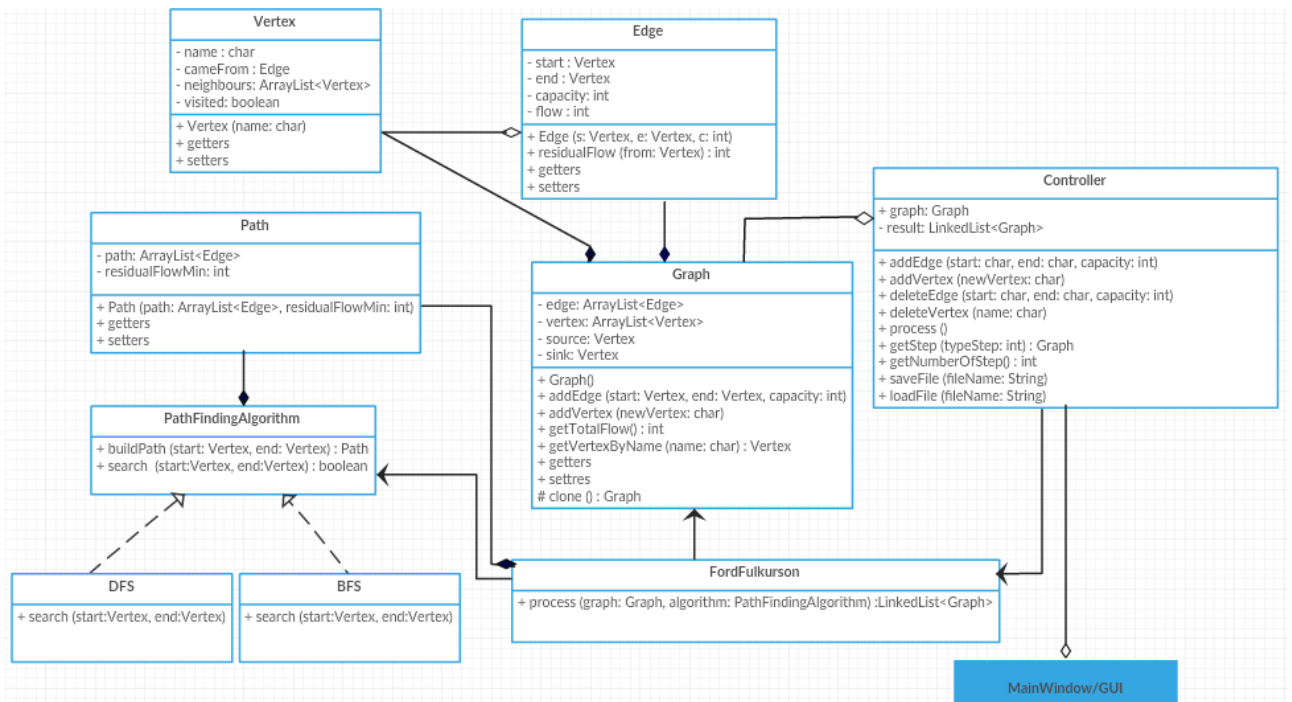 Vertex
- name : char
- cameFrom : Edge
- neighbours: ArrayList<Vertex>
- visited: boolean
+ Vertex (name: char)
+ getters
+ setters
Edge
- start : Vertex
- end : Vertex
- capacity: int
- flow : int
+ Edge (s: Vertex, e: Vertex, c: int)
+ residualFlow (from: Vertex) : int
+ getters
+ setters
Controller
+ graph: Graph
- result: LinkedList<Graph>
+ addEdge (start: char, end: char, capacity: int)
+ addVertex (newVertex: char)
+ deleteEdge (start: char, end: char, capacity: int)
+ deleteVertex (name: char)
+ process ()
+ getStep (typeStep: int) : Graph
+ getNumberOfStep() : int
+ saveFile (fileName: String)
+ loadFile (fileName: String)
Path
- path: ArrayList<Edge>
- residualFlowMin: int
+ Path (path: ArrayList<Edge>, residualFlowMin: int)
+ getters
+ setters
Graph
- edge: ArrayList<Edge>
- vertex: ArrayList<Vertex>
- source: Vertex
- sink: Vertex
+ Graph()
+ addEdge (start: Vertex, end: Vertex, capacity: int)
+ addVertex (newVertex: char)
+ getTotalFlow() : int
+ getVertexByName (name: char) : Vertex
+ getters
+ settres
# clone () : Graph
PathFindingAlgorithm
+ buildPath (start: Vertex, end: Vertex) : Path
+ search (start:Vertex, end:Vertex) : boolean
DFS
+ search (start:Vertex, end:Vertex)
BFS
+ search (start:Vertex, end:Vertex)
FordFulkurson
+ process (graph: Graph, algorithm: PathFindingAlgorithm) :LinkedList<Graph>
MainWindow/GUI